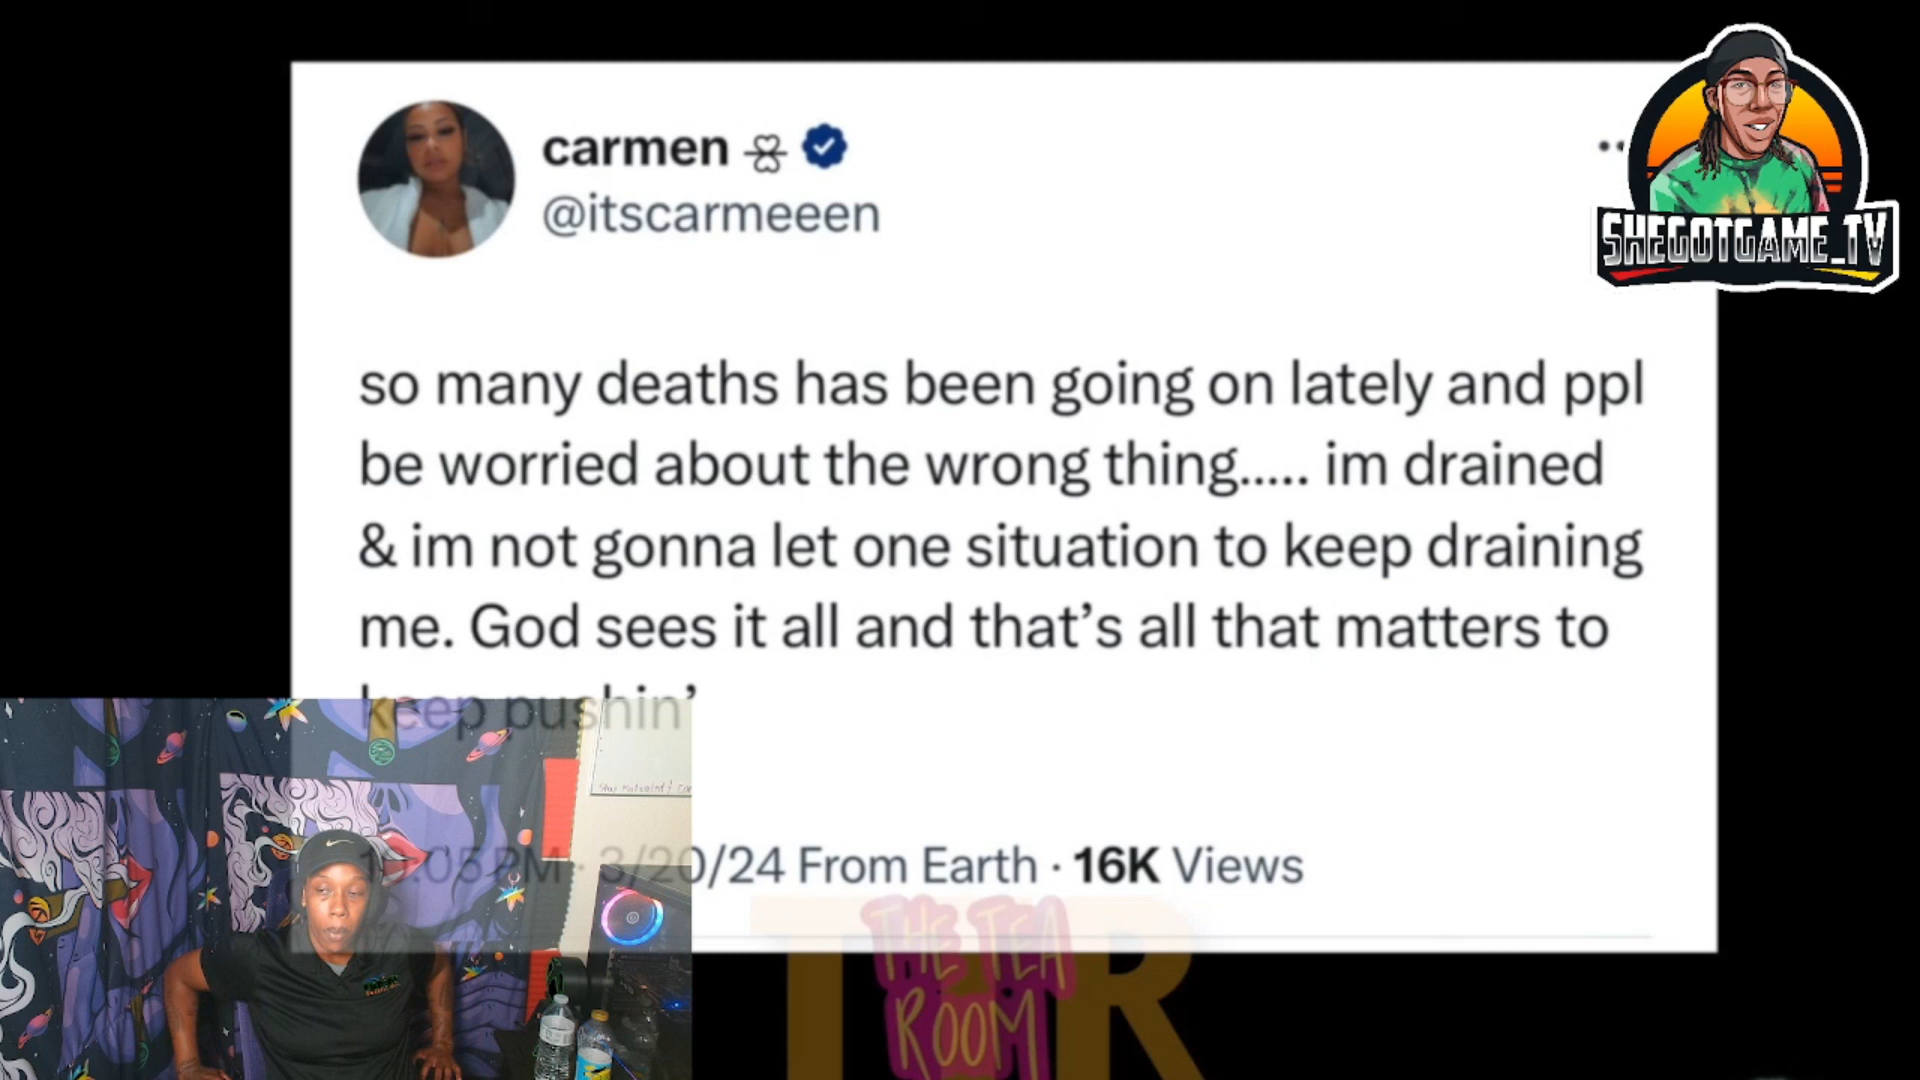 carmen
@itscarmeeen
SHEGOTGAME_TV
so many deaths has been going on lately and ppl
be worried about the wrong thing..... im drained
& im not gonna let one situation to keep draining
me. God sees it all and that’s all that matters to
keep pushin’
:05 PM · 3/20/24 From Earth · 16K Views
THE TEA
ROOM
T R